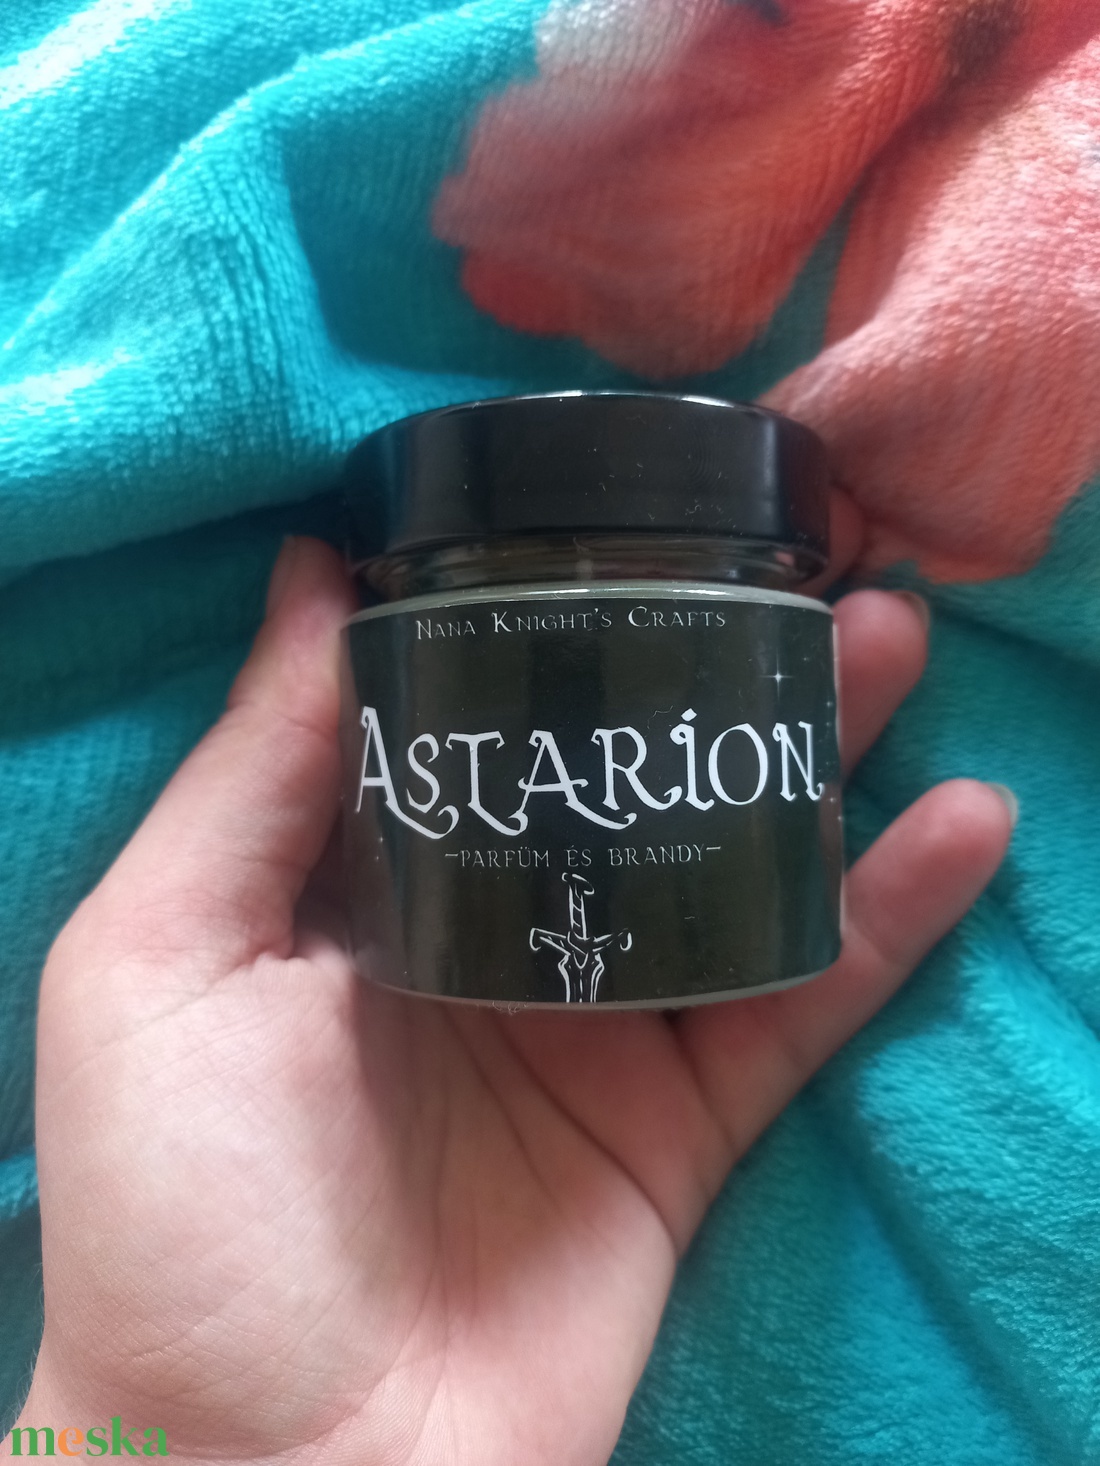 Nana Knight's Crafts
Astarion
-PARFÜM ÉS BRANDY-
meska